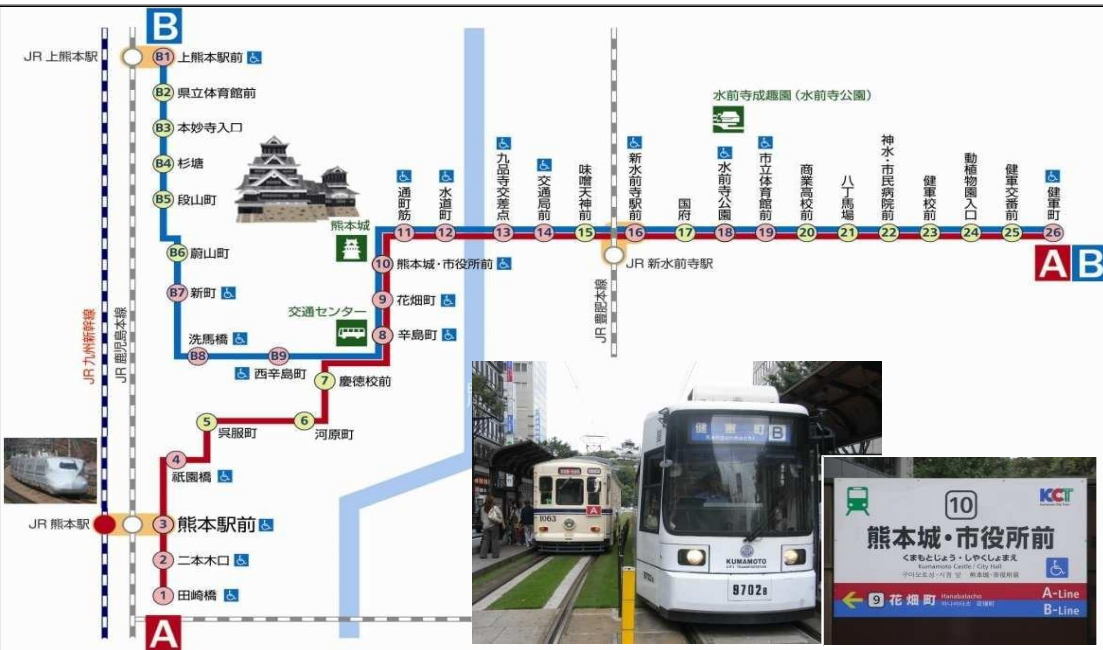 B
JR 上熊本駅
B1 上熊本駅前
B2 県立体育館前
B3 本妙寺入口
B4 杉塘
B5 段山町
B6 蔚山町
B7 新町
洗馬橋
B8
B9
西辛島町
JR 九州新幹線
JR 鹿児島本線
熊本城
交通センター
水前寺成趣園(水前寺公園)
通町筋
11
水道町
12
九品寺交差点
13
交通局前
14
味噌天神前
15
新水前寺駅前
16
国府
17
水前寺公園
18
市立体育館前
19
商業高校前
20
八丁馬場
21
神水・市民病院前
22
健軍校前
23
動植物園入口
24
健軍交番前
25
健軍町
26
A B
JR 新水前寺駅
JR 豊肥本線
10 熊本城・市役所前
9 花畑町
8 辛島町
7 慶徳校前
6
河原町
5
呉服町
4
祇園橋
JR 熊本駅
3 熊本駅前
2 二本木口
1 田崎橋
A
1063
A
健軍町 B
Kengunmachi
KUMAMOTO
CITY TRANSPORTATION
9702B
10
KCT
熊本城・市役所前
くまもとじょう・しやくしょまえ
Kumamoto Castle / City Hall
9 花畑町 Hanabatacho
A-Line
B-Line